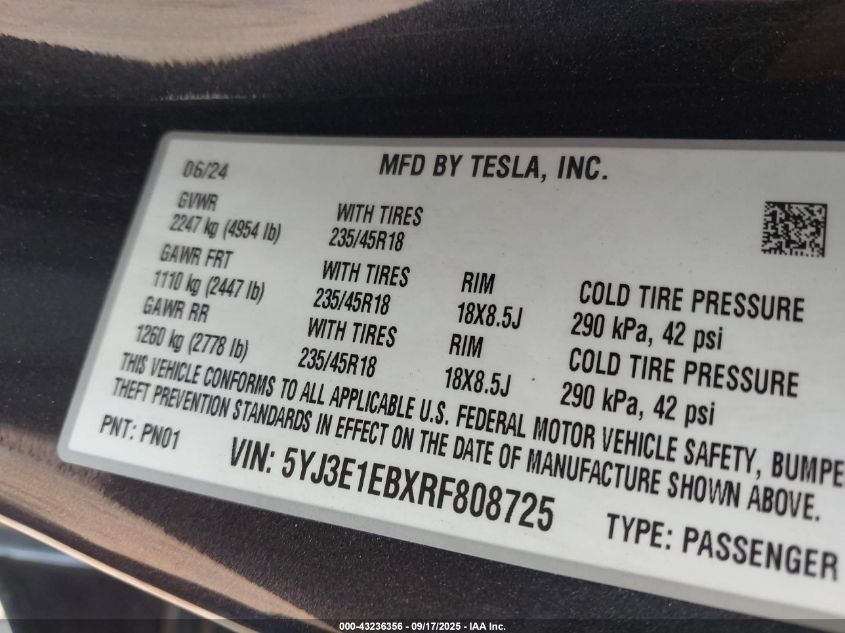 06/24 MFD BY TESLA, INC.
GVWR
2247 kg (4954 lb) WITH TIRES 235/45R18
GAWR FRT
1110 kg (2447 lb) WITH TIRES 235/45R18 RIM 18X8.5J COLD TIRE PRESSURE 290 kPa, 42 psi
GAWR RR
1260 kg (2778 lb) WITH TIRES 235/45R18 RIM 18X8.5J COLD TIRE PRESSURE 290 kPa, 42 psi
THIS VEHICLE CONFORMS TO ALL APPLICABLE U.S. FEDERAL MOTOR VEHICLE SAFETY, BUMPE
THEFT PREVENTION STANDARDS IN EFFECT ON THE DATE OF MANUFACTURE SHOWN ABOVE.
PNT: PN01 VIN: 5YJ3E1EBXRF808725 TYPE: PASSENGER
000-43236356 - 09/17/2025 - IAA Inc.